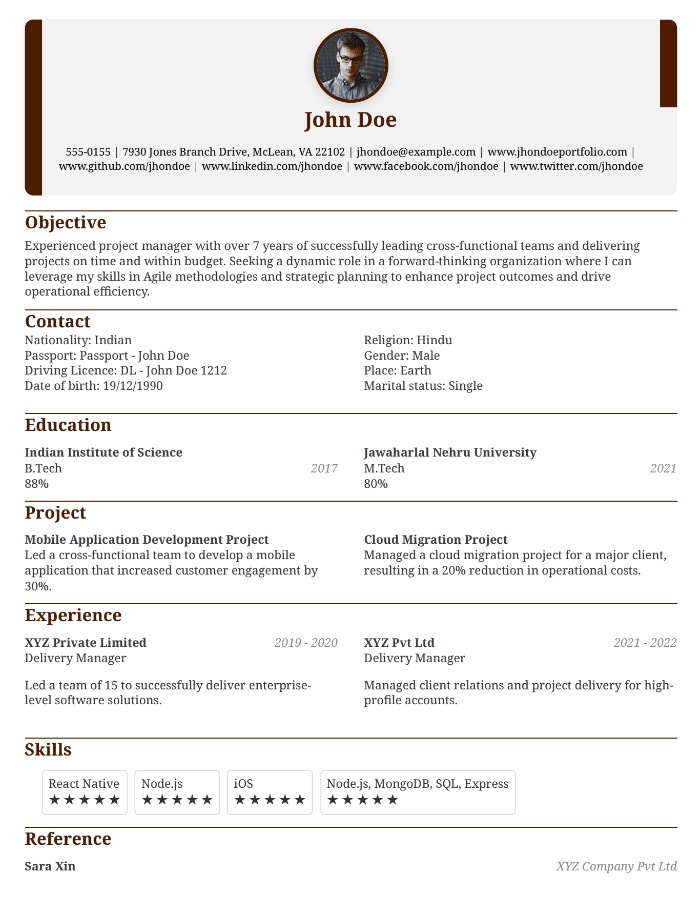 John Doe
555-0155 | 7930 Jones Branch Drive, McLean, VA 22102 | jhondoe@example.com | www.jhondoeportfolio.com |
www.github.com/jhondoe | www.linkedin.com/jhondoe | www.facebook.com/jhondoe | www.twitter.com/jhondoe
Objective
Experienced project manager with over 7 years of successfully leading cross-functional teams and delivering
projects on time and within budget. Seeking a dynamic role in a forward-thinking organization where I can
leverage my skills in Agile methodologies and strategic planning to enhance project outcomes and drive
operational efficiency.
Contact
Nationality: Indian
Passport: Passport - John Doe
Driving Licence: DL - John Doe 1212
Date of birth: 19/12/1990
Religion: Hindu
Gender: Male
Place: Earth
Marital status: Single
Education
Indian Institute of Science
B.Tech 2017
88%
Jawaharlal Nehru University
M.Tech 2021
80%
Project
Mobile Application Development Project
Led a cross-functional team to develop a mobile
application that increased customer engagement by
30%.
Cloud Migration Project
Managed a cloud migration project for a major client,
resulting in a 20% reduction in operational costs.
Experience
XYZ Private Limited 2019 - 2020
Delivery Manager
Led a team of 15 to successfully deliver enterprise-
level software solutions.
XYZ Pvt Ltd 2021 - 2022
Delivery Manager
Managed client relations and project delivery for high-
profile accounts.
Skills
React Native
★★★★★
Node.js
★★★★★
iOS
★★★★★
Node.js, MongoDB, SQL, Express
★★★★★
Reference
Sara Xin XYZ Company Pvt Ltd